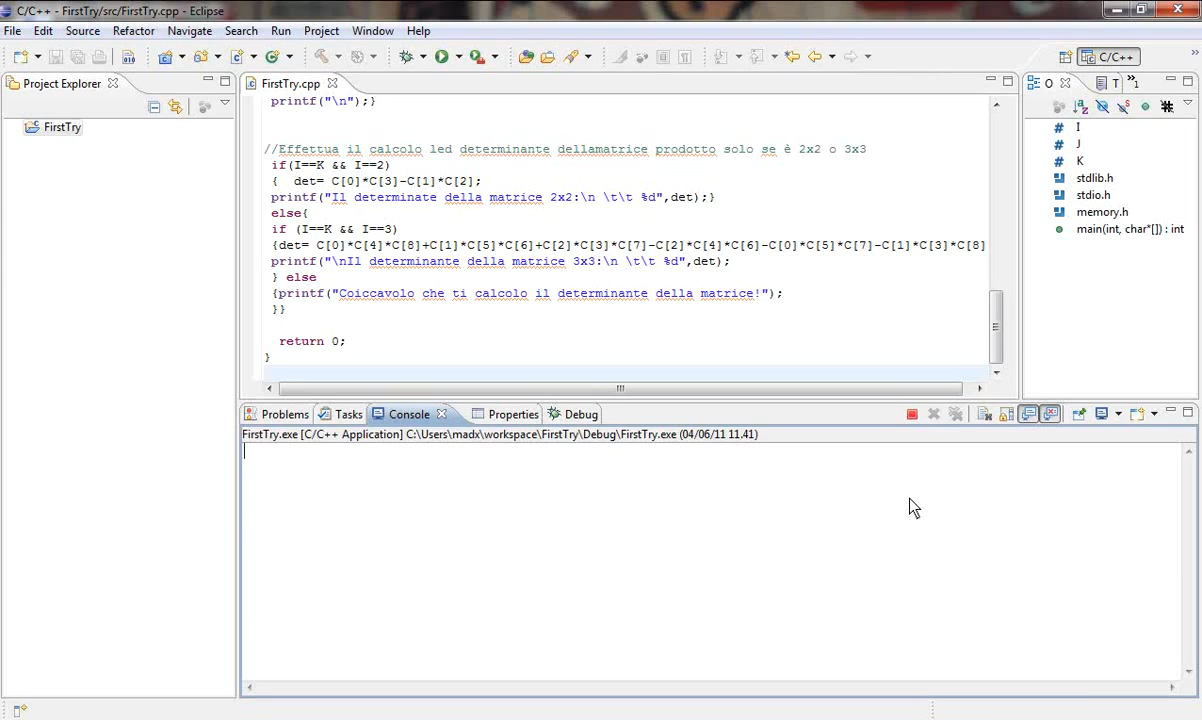 C/C++ - FirstTry/src/FirstTry.cpp - Eclipse
File Edit Source Refactor Navigate Search Run Project Window Help
C/C++
Project Explorer
FirstTry
FirstTry.cpp
printf("\n");}
//Effettua il calcolo led determinante dellamatrice prodotto solo se è 2x2 o 3x3
if(I==K && I==2)
{ det= C[0]*C[3]-C[1]*C[2];
printf("Il determinate della matrice 2x2:\n \t\t %d",det);}
else{
if (I==K && I==3)
{det= C[0]*C[4]*C[8]+C[1]*C[5]*C[6]+C[2]*C[3]*C[7]-C[2]*C[4]*C[6]-C[0]*C[5]*C[7]-C[1]*C[3]*C[8]
printf("\nIl determinante della matrice 3x3:\n \t\t %d",det);
} else
{printf("Coiccavolo che ti calcolo il determinante della matrice!");
}}
return 0;
}
O T »1
I
J
K
stdlib.h
stdio.h
memory.h
main(int, char*[]) : int
Problems Tasks Console Properties Debug
FirstTry.exe [C/C++ Application] C:\Users\madx\workspace\FirstTry\Debug\FirstTry.exe (04/06/11 11.41)